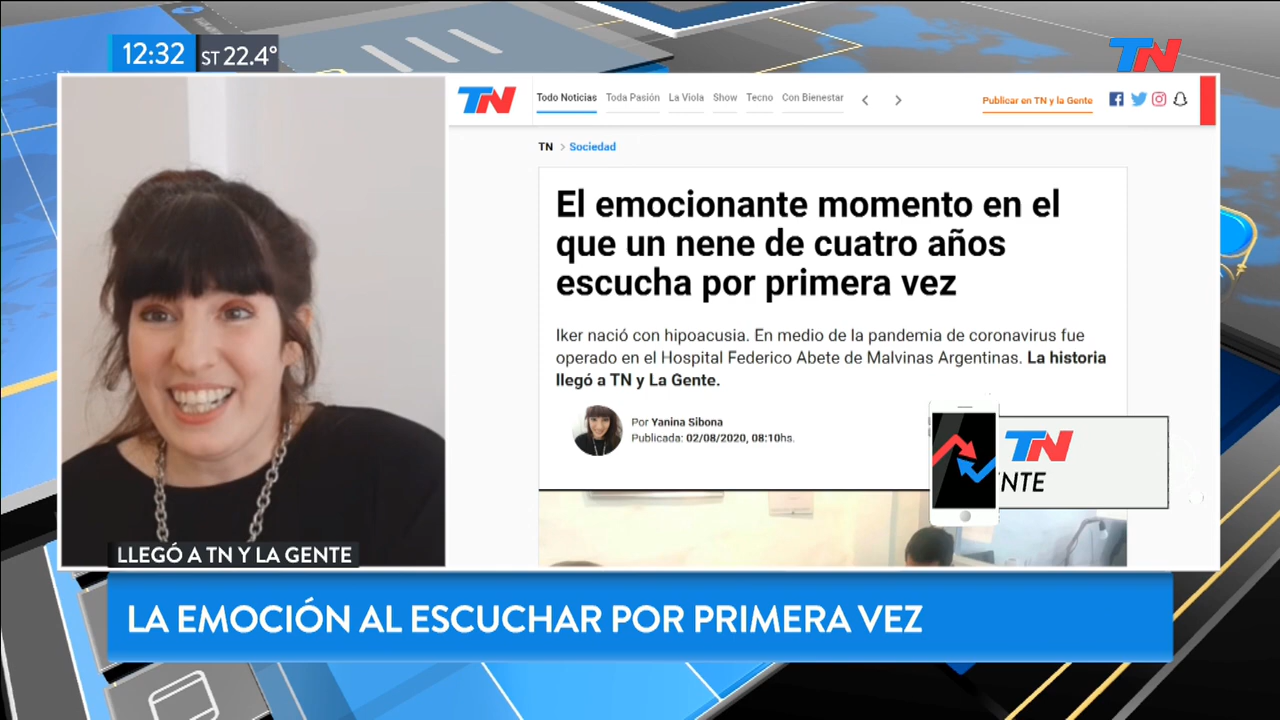 12:32 ST 22.4°
TN
TN
Todo Noticias Toda Pasión La Viola Show Tecno Con Bienestar
Publicar en TN y la Gente
TN > Sociedad
El emocionante momento en el
que un nene de cuatro años
escucha por primera vez
Iker nació con hipoacusia. En medio de la pandemia de coronavirus fue
operado en el Hospital Federico Abete de Malvinas Argentinas. La historia
llegó a TN y La Gente.
Por Yanina Sibona
Publicada: 02/08/2020, 08:10hs.
TN
NTE
LLEGÓ A TN Y LA GENTE
LA EMOCIÓN AL ESCUCHAR POR PRIMERA VEZ